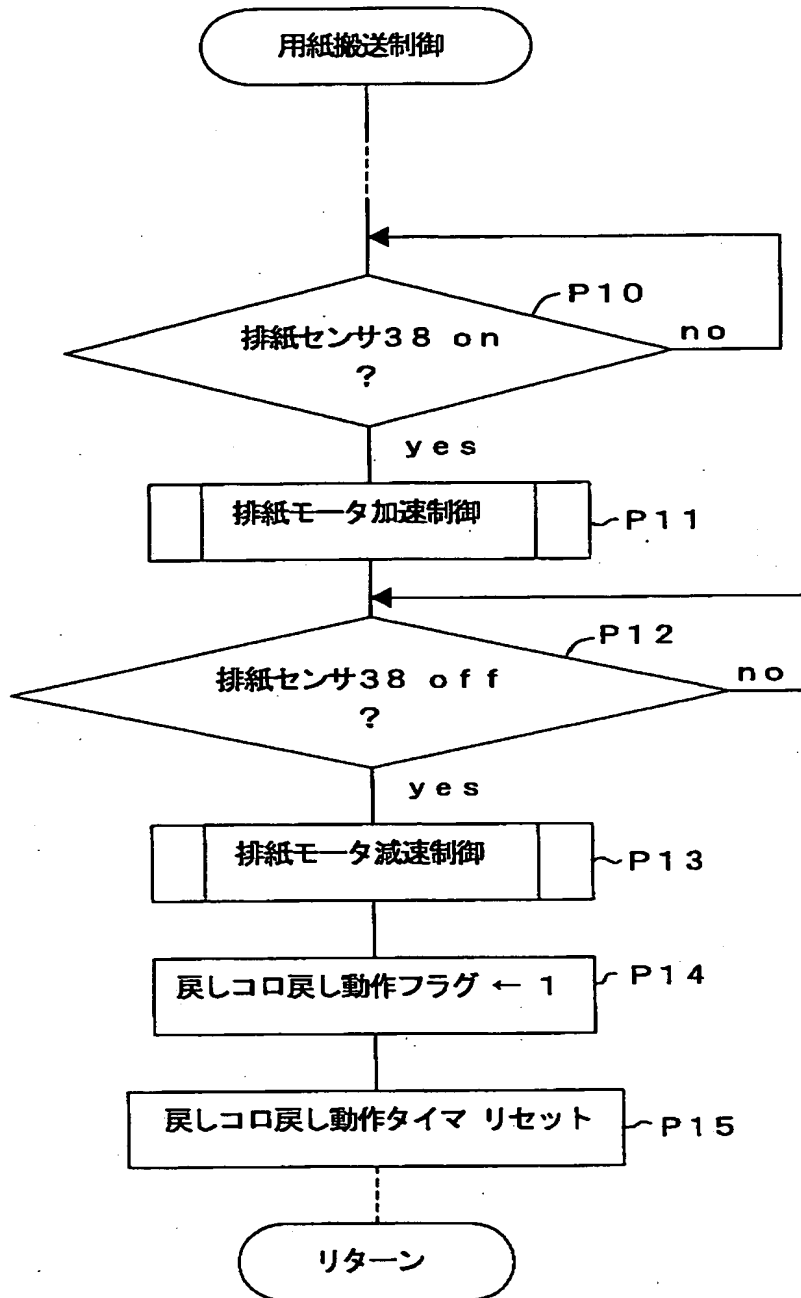 用紙搬送制御
P10
排紙センサ38 on
?
no
yes
排紙モータ加速制御
P11
P12
排紙センサ38 off
?
no
yes
排紙モータ減速制御
P13
戻しコロ戻し動作フラグ ← 1
P14
戻しコロ戻し動作タイマ リセット
P15
リターン